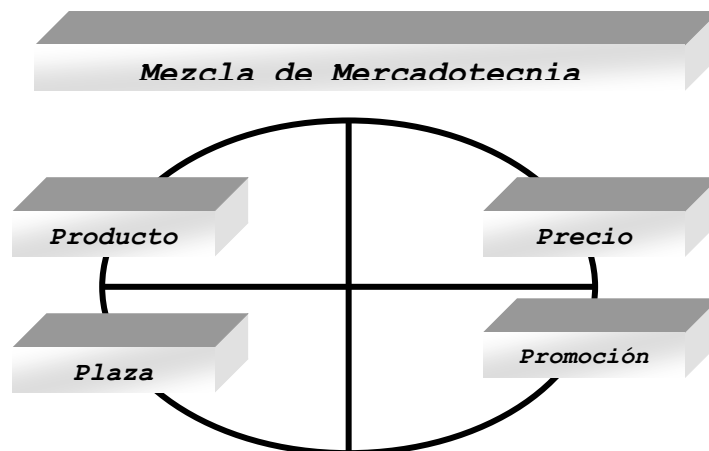 Mezcla de Mercadotecnia
Producto
Precio
Plaza
Promoción